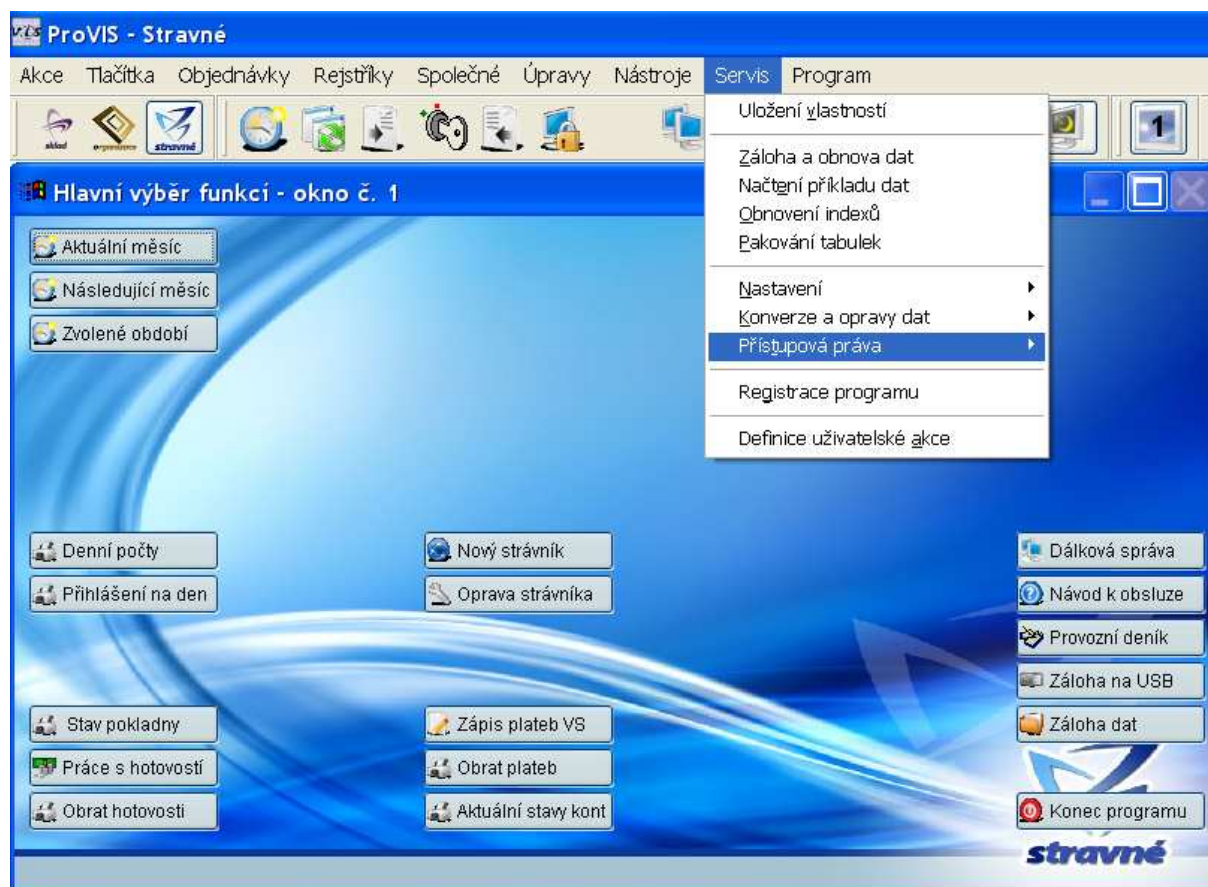 vis ProVIS - Stravné
Akce Tlačítka Objednávky Rejstříky Společné Úpravy Nástroje Servis Program
sklad organizace stravné 1
Uložení vlastností
Záloha a obnova dat
Načtení příkladu dat
Obnovení indexů
Pakování tabulek
Nastavení
Konverze a opravy dat
Přístupová práva
Registrace programu
Definice uživatelské akce
Hlavní výběr funkcí - okno č. 1
Aktuální měsíc
Následující měsíc
Zvolené období
Denní počty
Přihlášení na den
Nový strávník
Oprava strávníka
Dálková správa
Návod k obsluze
Provozní deník
Záloha na USB
Záloha dat
Stav pokladny
Práce s hotovostí
Obrat hotovosti
Zápis plateb VS
Obrat plateb
Aktuální stavy kont
Konec programu
stravné